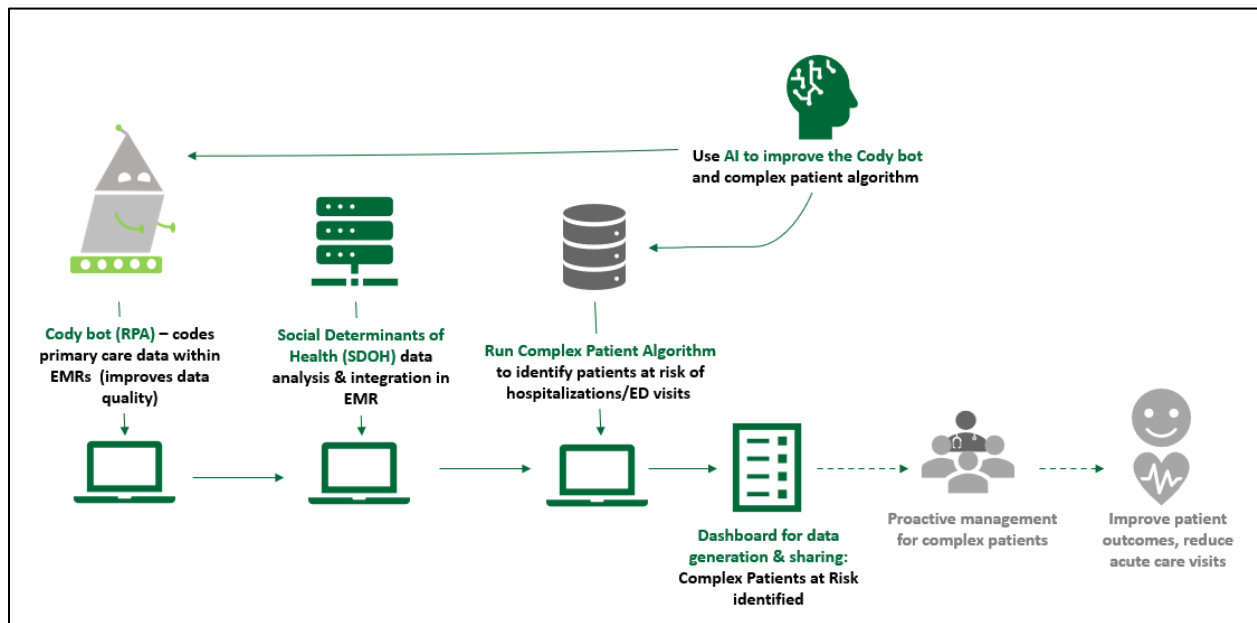 Use AI to improve the Cody bot
and complex patient algorithm
Cody bot (RPA) – codes
primary care data within
EMRs (improves data
quality)
Social Determinants of
Health (SDOH) data
analysis & integration in
EMR
Run Complex Patient Algorithm
to identify patients at risk of
hospitalizations/ED visits
Dashboard for data
generation & sharing:
Complex Patients at Risk
identified
Proactive management
for complex patients
Improve patient
outcomes, reduce
acute care visits